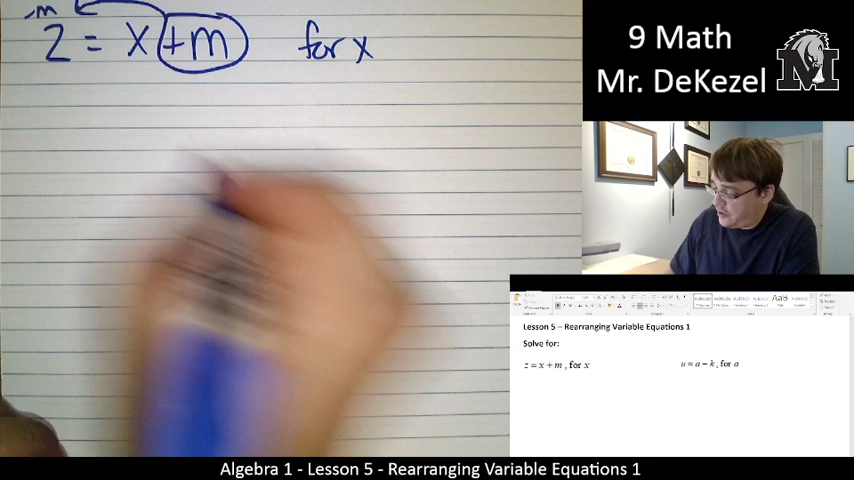 -m
z = x +m for x
9 Math
Mr. DeKezel
M
Lesson 5 – Rearranging Variable Equations 1
Solve for:
z = x + m , for x u = a – k , for a
Algebra 1 - Lesson 5 - Rearranging Variable Equations 1